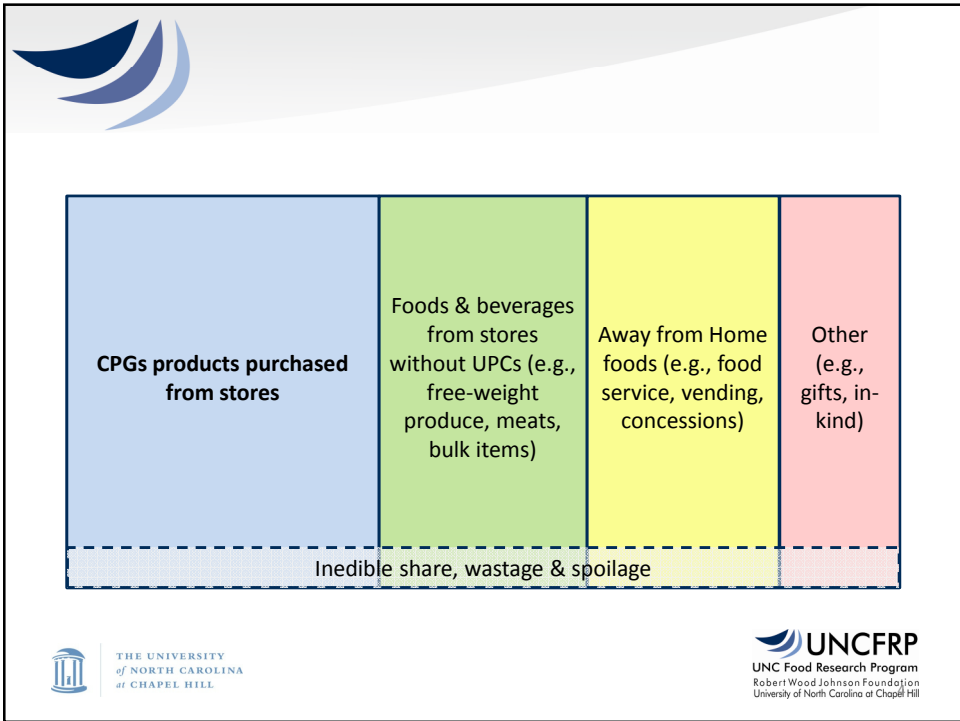 CPGs products purchased
from stores
Foods & beverages
from stores
without UPCs (e.g.,
free-weight
produce, meats,
bulk items)
Away from Home
foods (e.g., food
service, vending,
concessions)
Other
(e.g.,
gifts, in-
kind)
Inedible share, wastage & spoilage
THE UNIVERSITY
of NORTH CAROLINA
at CHAPEL HILL
UNCFRP
UNC Food Research Program
Robert Wood Johnson Foundation
University of North Carolina at Chapel Hill